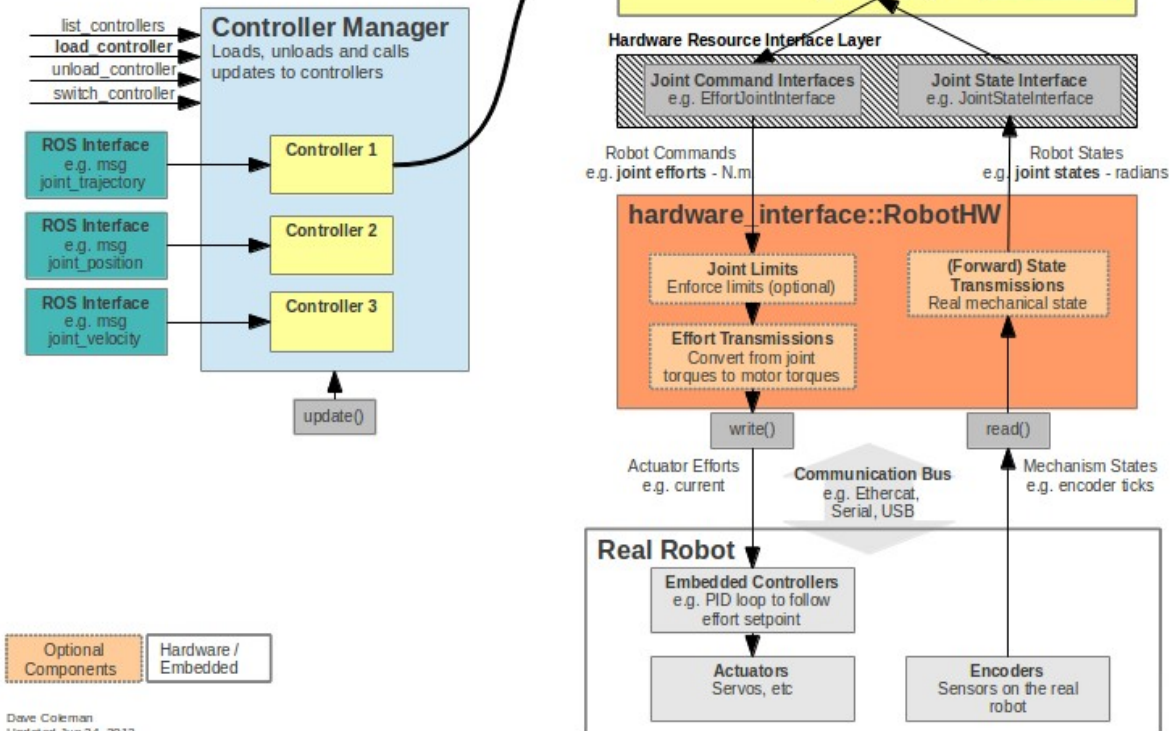 list_controllers
load_controller
unload_controller
switch_controller
Controller Manager
Loads, unloads and calls
updates to controllers
ROS Interface
e.g. msg
joint_trajectory
Controller 1
ROS Interface
e.g. msg
joint_position
Controller 2
ROS Interface
e.g. msg
joint_velocity
Controller 3
update()
Hardware Resource Interface Layer
Joint Command Interfaces
e.g. EffortJointInterface
Joint State Interface
e.g. JointStateInterface
Robot Commands
e.g. joint efforts - N.m
Robot States
e.g. joint states - radians
hardware_interface::RobotHW
Joint Limits
Enforce limits (optional)
(Forward) State
Transmissions
Real mechanical state
Effort Transmissions
Convert from joint
torques to motor torques
write()
read()
Actuator Efforts
e.g. current
Communication Bus
e.g. Ethercat,
Serial, USB
Mechanism States
e.g. encoder ticks
Real Robot
Embedded Controllers
e.g. PID loop to follow
effort setpoint
Actuators
Servos, etc
Encoders
Sensors on the real
robot
Optional
Components
Hardware /
Embedded
Dave Coleman
Updated Jun 24, 2013